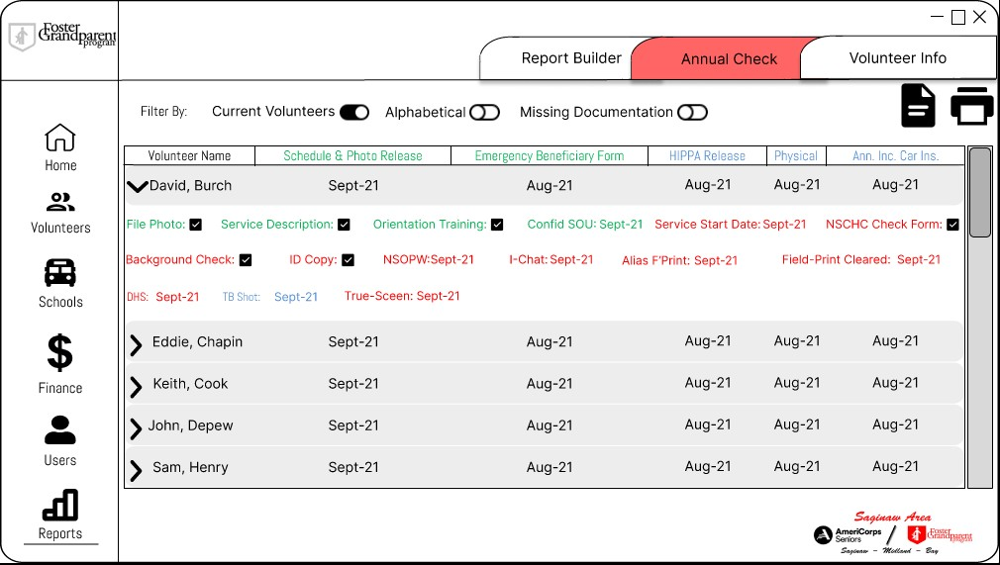 Foster
Grandparent
program
Report Builder
Annual Check
Volunteer Info
Filter By:
Current Volunteers
Alphabetical
Missing Documentation
Home
Volunteers
Schools
Finance
Users
Reports
Volunteer Name Schedule & Photo Release Emergency Beneficiary Form HIPPA Release Physical Ann. Inc. Car Ins.
David, Burch Sept-21 Aug-21 Aug-21 Aug-21 Aug-21
File Photo: Service Description: Orientation Training: Confid SOU: Sept-21 Service Start Date: Sept-21 NSCHC Check Form:
Background Check: ID Copy: NSOPW:Sept-21 I-Chat: Sept-21 Alias F'Print: Sept-21 Field-Print Cleared: Sept-21
DHS: Sept-21 TB Shot: Sept-21 True-Sceen: Sept-21
Eddie, Chapin Sept-21 Aug-21 Aug-21 Aug-21 Aug-21
Keith, Cook Sept-21 Aug-21 Aug-21 Aug-21 Aug-21
John, Depew Sept-21 Aug-21 Aug-21 Aug-21 Aug-21
Sam, Henry Sept-21 Aug-21 Aug-21 Aug-21 Aug-21
Saginaw Area
AmeriCorps
Seniors
/
Foster
Grandparent
program
Saginaw - Midland - Bay